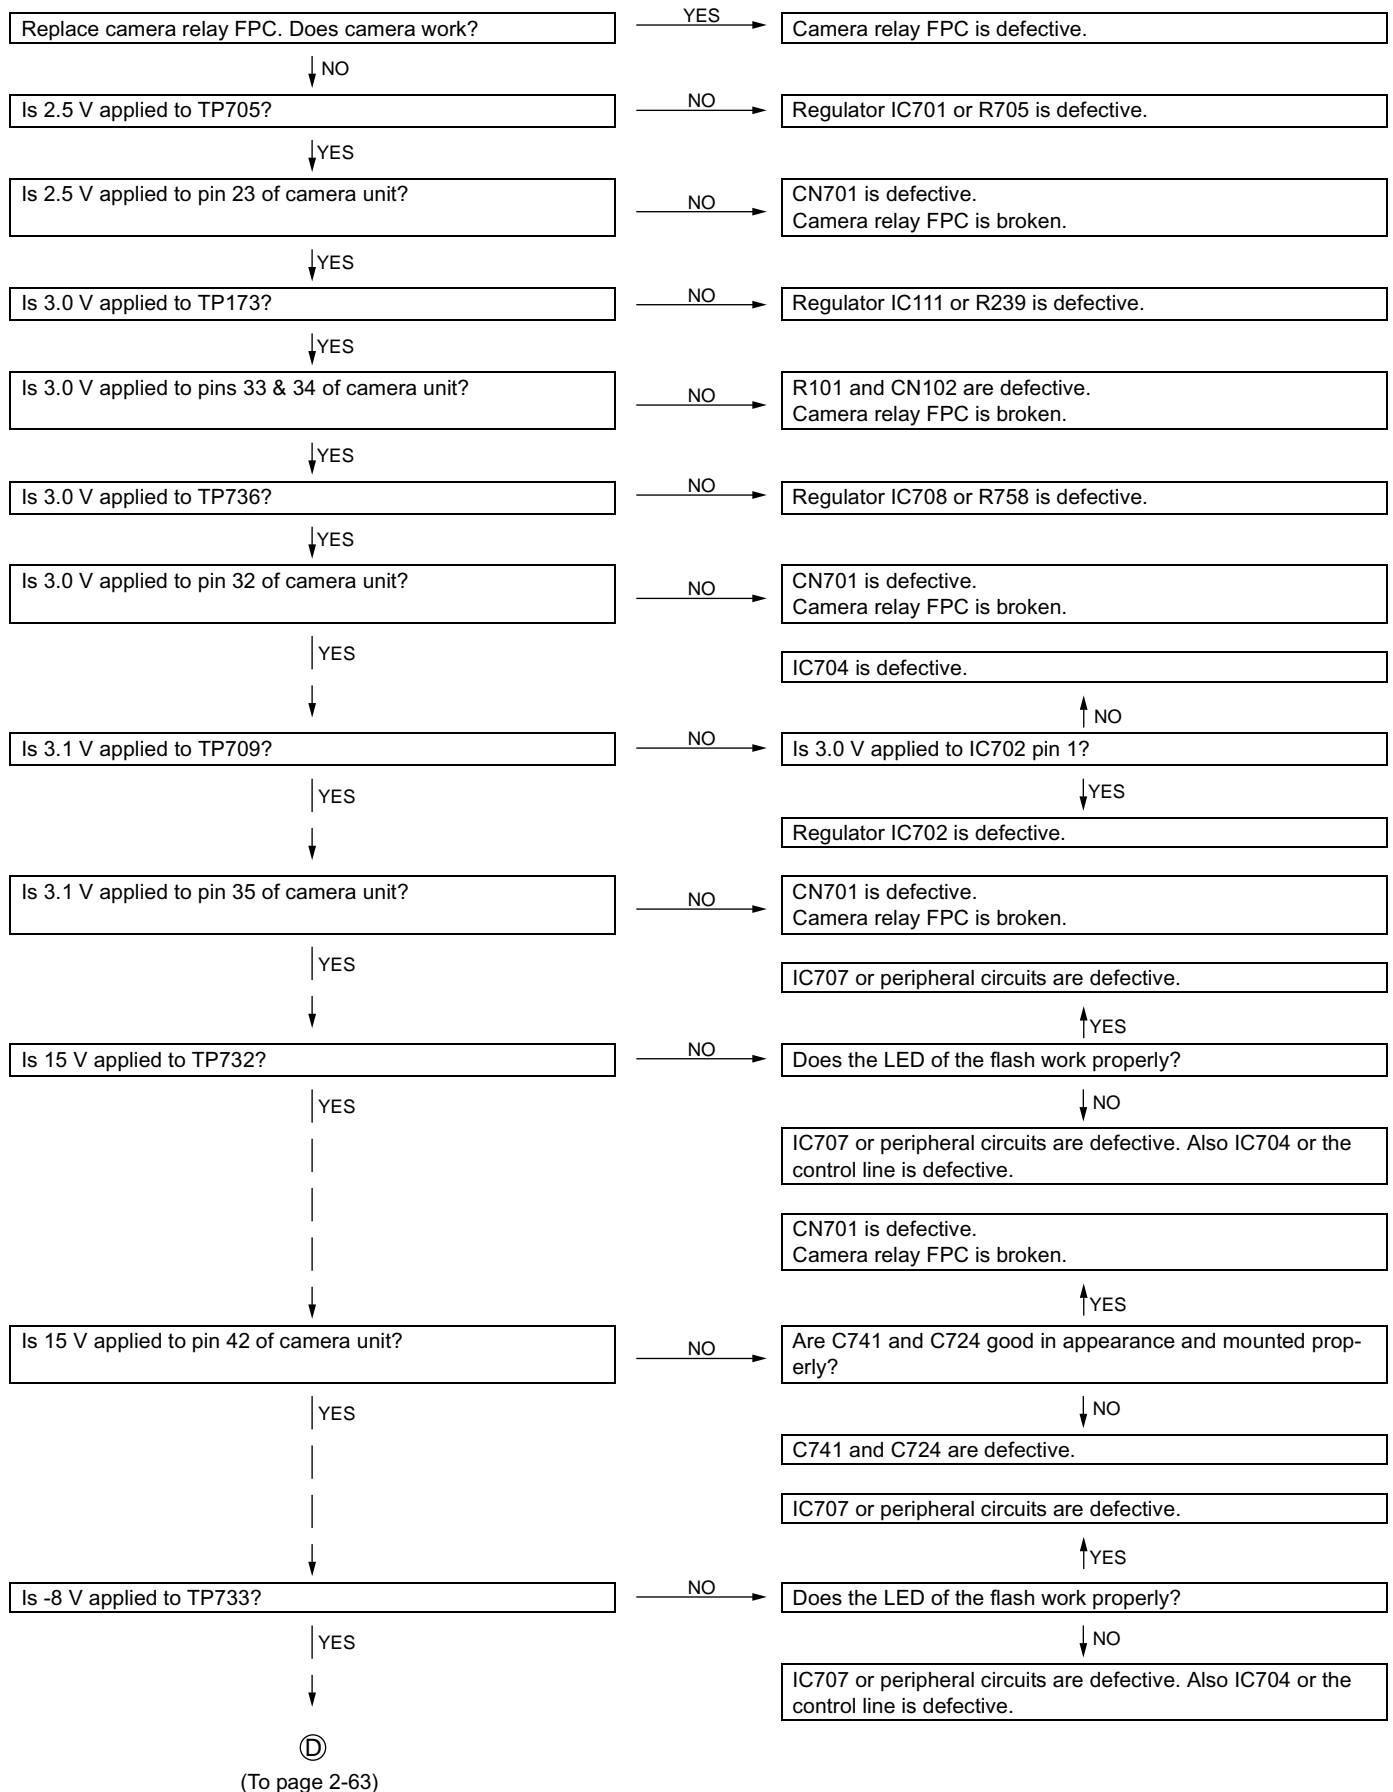 Replace camera relay FPC. Does camera work?
YES
Camera relay FPC is defective.
NO
Is 2.5 V applied to TP705?
NO
Regulator IC701 or R705 is defective.
YES
Is 2.5 V applied to pin 23 of camera unit?
NO
CN701 is defective.
Camera relay FPC is broken.
YES
Is 3.0 V applied to TP173?
NO
Regulator IC111 or R239 is defective.
YES
Is 3.0 V applied to pins 33 & 34 of camera unit?
NO
R101 and CN102 are defective.
Camera relay FPC is broken.
YES
Is 3.0 V applied to TP736?
NO
Regulator IC708 or R758 is defective.
YES
Is 3.0 V applied to pin 32 of camera unit?
NO
CN701 is defective.
Camera relay FPC is broken.
YES
IC704 is defective.
NO
Is 3.1 V applied to TP709?
NO
Is 3.0 V applied to IC702 pin 1?
YES
YES
Regulator IC702 is defective.
Is 3.1 V applied to pin 35 of camera unit?
NO
CN701 is defective.
Camera relay FPC is broken.
YES
IC707 or peripheral circuits are defective.
YES
Is 15 V applied to TP732?
NO
Does the LED of the flash work properly?
YES
NO
IC707 or peripheral circuits are defective. Also IC704 or the
control line is defective.
CN701 is defective.
Camera relay FPC is broken.
YES
Is 15 V applied to pin 42 of camera unit?
NO
Are C741 and C724 good in appearance and mounted prop-
erly?
YES
NO
C741 and C724 are defective.
IC707 or peripheral circuits are defective.
YES
Is -8 V applied to TP733?
NO
Does the LED of the flash work properly?
YES
NO
IC707 or peripheral circuits are defective. Also IC704 or the
control line is defective.
D
(To page 2-63)